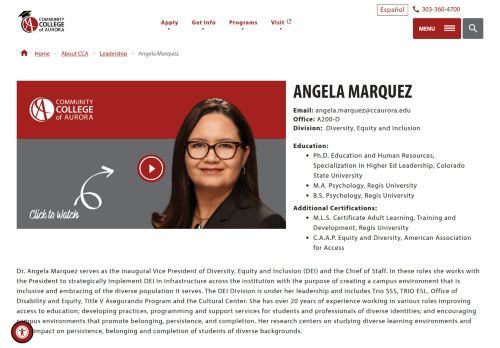 COMMUNITY
COLLEGE
of AURORA
Apply
Get Info
Programs
Visit
Español
303-360-4700
MENU
Home – About CCA – Leadership – Angela Marquez
COMMUNITY
COLLEGE
of AURORA
Click to Watch
ANGELA MARQUEZ
Email: angela.marquez@ccaurora.edu
Office: A200-D
Division: Diversity, Equity and Inclusion
Education:
• Ph.D. Education and Human Resources,
Specialization in Higher Ed Leadership, Colorado
State University
• M.A. Psychology, Regis University
• B.S. Psychology, Regis University
Additional Certifications:
• M.L.S. Certificate Adult Learning, Training and
Development, Regis University
• C.A.A.P. Equity and Diversity, American Association
for Access
Dr. Angela Marquez serves as the inaugural Vice President of Diversity, Equity and Inclusion (DEI) and the Chief of Staff. In these roles she works with
the President to strategically implement DEI in infrastructure across the institution with the purpose of creating a campus environment that is
inclusive and embracing of the diverse population it serves. The DEI Division is under her leadership and includes Trio SSS, TRIO ESL, Office of
Disability and Equity, Title V Asegurando Program and the Cultural Center. She has over 20 years of experience working in various roles improving
access to education; developing practices, programming and support services for students and professionals of diverse identities; and encouraging
campus environments that promote belonging, persistence, and completion. Her research centers on studying diverse learning environments and
impact on persistence, belonging and completion of students of diverse backgrounds.